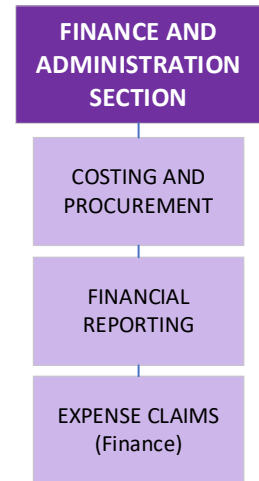 FINANCE AND
ADMINISTRATION
SECTION
COSTING AND
PROCUREMENT
FINANCIAL
REPORTING
EXPENSE CLAIMS
(Finance)